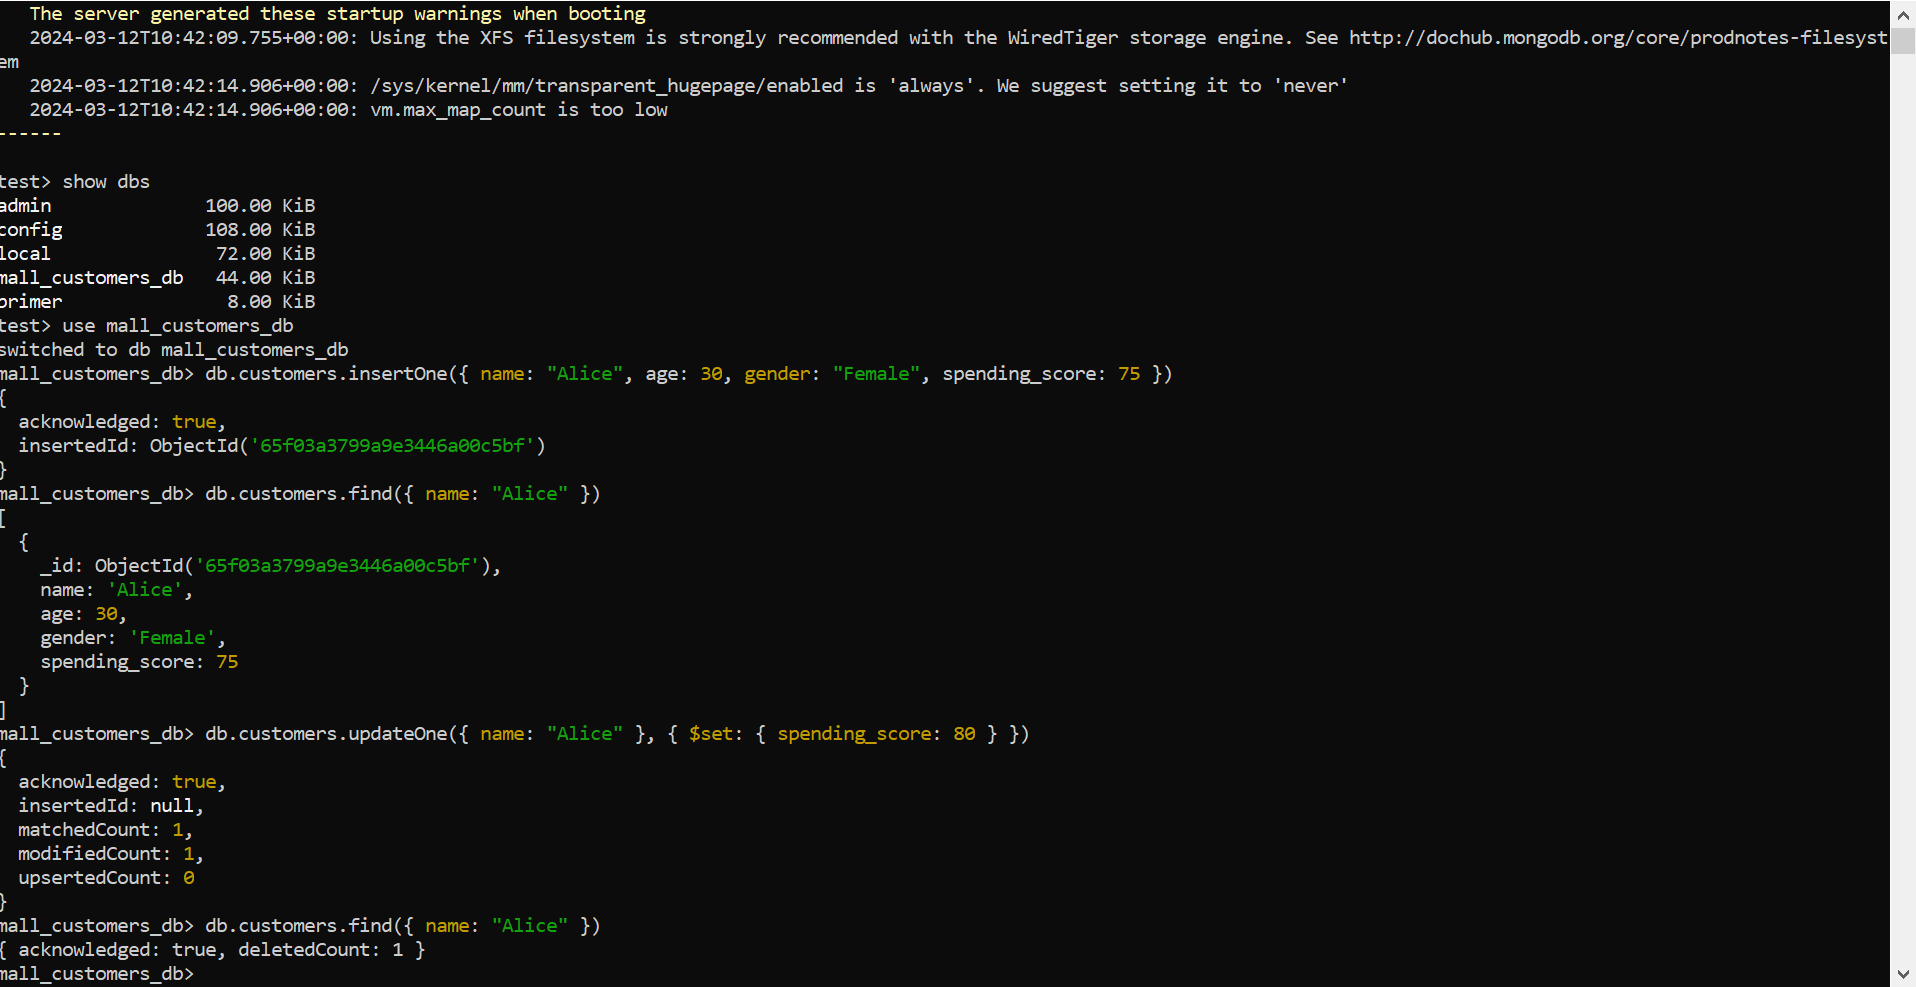 The server generated these startup warnings when booting
2024-03-12T10:42:09.755+00:00: Using the XFS filesystem is strongly recommended with the WiredTiger storage engine. See http://dochub.mongodb.org/core/prodnotes-filesyst
em
2024-03-12T10:42:14.906+00:00: /sys/kernel/mm/transparent_hugepage/enabled is 'always'. We suggest setting it to 'never'
2024-03-12T10:42:14.906+00:00: vm.max_map_count is too low
------
test> show dbs
admin 100.00 KiB
config 108.00 KiB
local 72.00 KiB
mall_customers_db 44.00 KiB
primer 8.00 KiB
test> use mall_customers_db
switched to db mall_customers_db
mall_customers_db> db.customers.insertOne({ name: "Alice", age: 30, gender: "Female", spending_score: 75 })
{
  acknowledged: true,
  insertedId: ObjectId('65f03a3799a9e3446a00c5bf')
}
mall_customers_db> db.customers.find({ name: "Alice" })
[
  {
    _id: ObjectId('65f03a3799a9e3446a00c5bf'),
    name: 'Alice',
    age: 30,
    gender: 'Female',
    spending_score: 75
  }
]
mall_customers_db> db.customers.updateOne({ name: "Alice" }, { $set: { spending_score: 80 } })
{
  acknowledged: true,
  insertedId: null,
  matchedCount: 1,
  modifiedCount: 1,
  upsertedCount: 0
}
mall_customers_db> db.customers.find({ name: "Alice" })
{ acknowledged: true, deletedCount: 1 }
mall_customers_db>